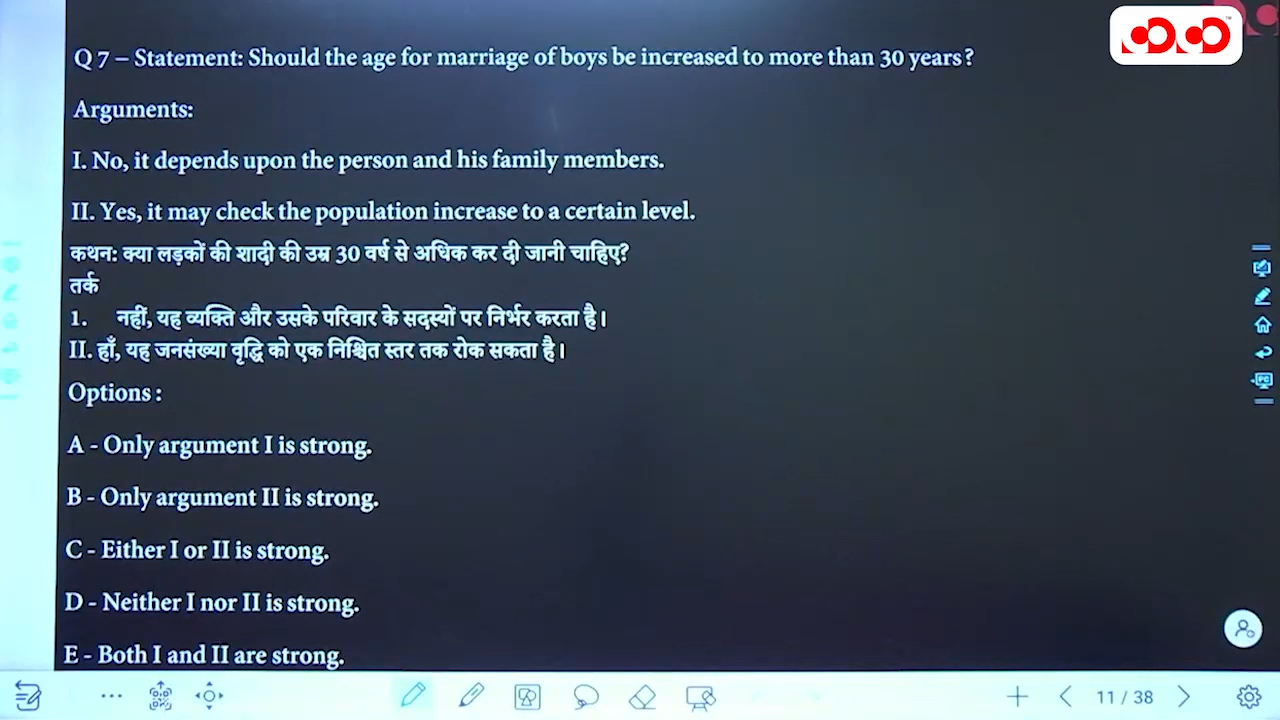 Q 7 – Statement: Should the age for marriage of boys be increased to more than 30 years?
Arguments:
I. No, it depends upon the person and his family members.
II. Yes, it may check the population increase to a certain level.
कथन: क्या लड़कों की शादी की उम्र 30 वर्ष से अधिक कर दी जानी चाहिए?
तर्क
1. नहीं, यह व्यक्ति और उसके परिवार के सदस्यों पर निर्भर करता है।
II. हाँ, यह जनसंख्या वृद्धि को एक निश्चित स्तर तक रोक सकता है।
Options :
A - Only argument I is strong.
B - Only argument II is strong.
C - Either I or II is strong.
D - Neither I nor II is strong.
E - Both I and II are strong.
11 / 38